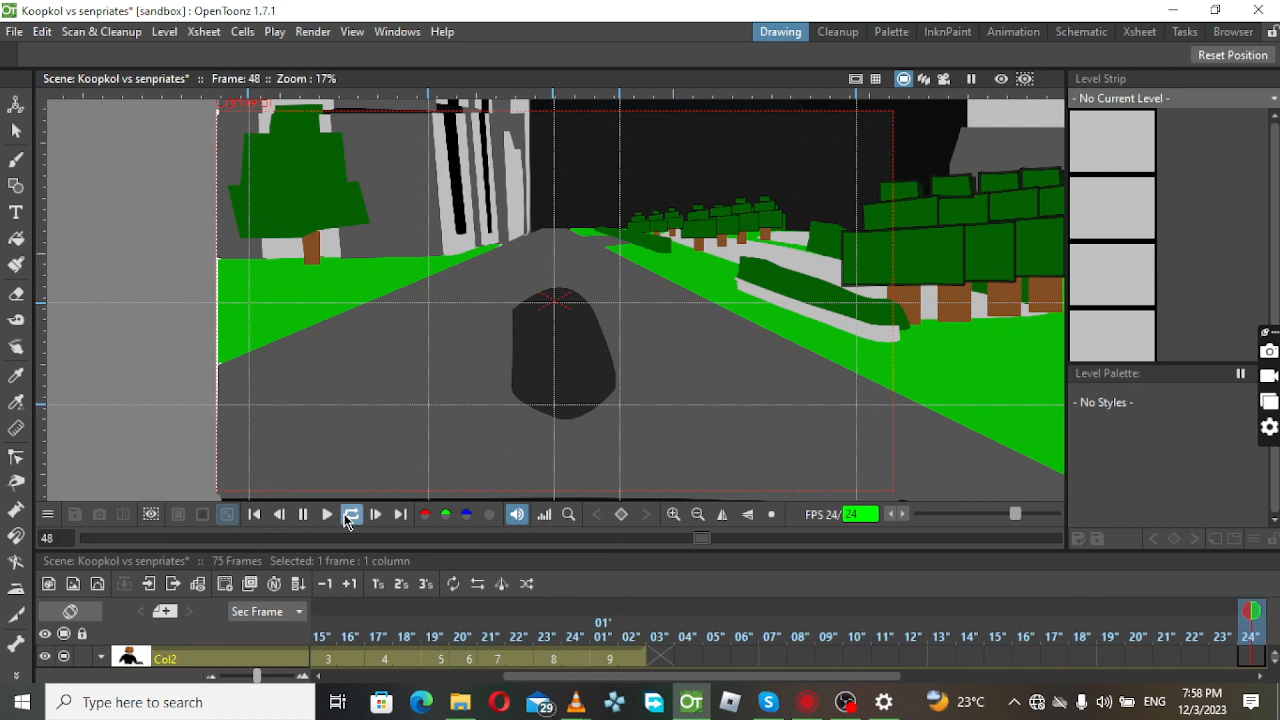 Koopkol vs senpriates* [sandbox] : OpenToonz 1.7.1
File Edit Scan & Cleanup Level Xsheet Cells Play Render View Windows Help
Drawing Cleanup Palette InknPaint Animation Schematic Xsheet Tasks Browser
Reset Position
Scene: Koopkol vs senpriates* :: Frame: 48 :: Zoom : 17%
Level Strip
- No Current Level -
Level Palette:
- No Styles -
FPS 24/ 24
48
Scene: Koopkol vs senpriates* :: 75 Frames Selected: 1 frame : 1 column
-1 +1 1's 2's 3's
Sec Frame
01'
15" 16" 17" 18" 19" 20" 21" 22" 23" 24" 01" 02" 03" 04" 05" 06" 07" 08" 09" 10" 11" 12" 13" 14" 15" 16" 17" 18" 19" 20" 21" 22" 23" 24"
Col2 3 4 5 6 7 8 9
Type here to search
29
23°C
ENG
7:58 PM
12/3/2023